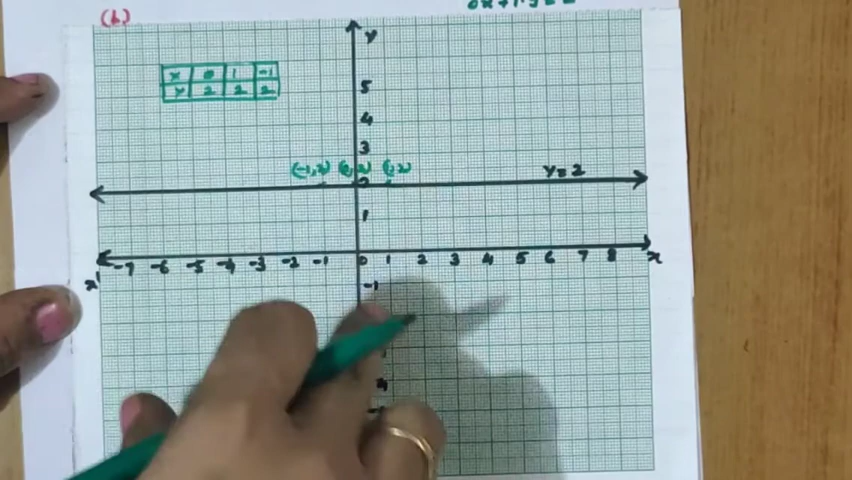 (b)
y
x 0 1 -1
y 2 2 2
5
4
3
(-1,2) (0,2) (1,2)
2
y=2
1
-7 -6 -5 -4 -3 -2 -1 0 1 2 3 4 5 6 7 8 x
x'
-1